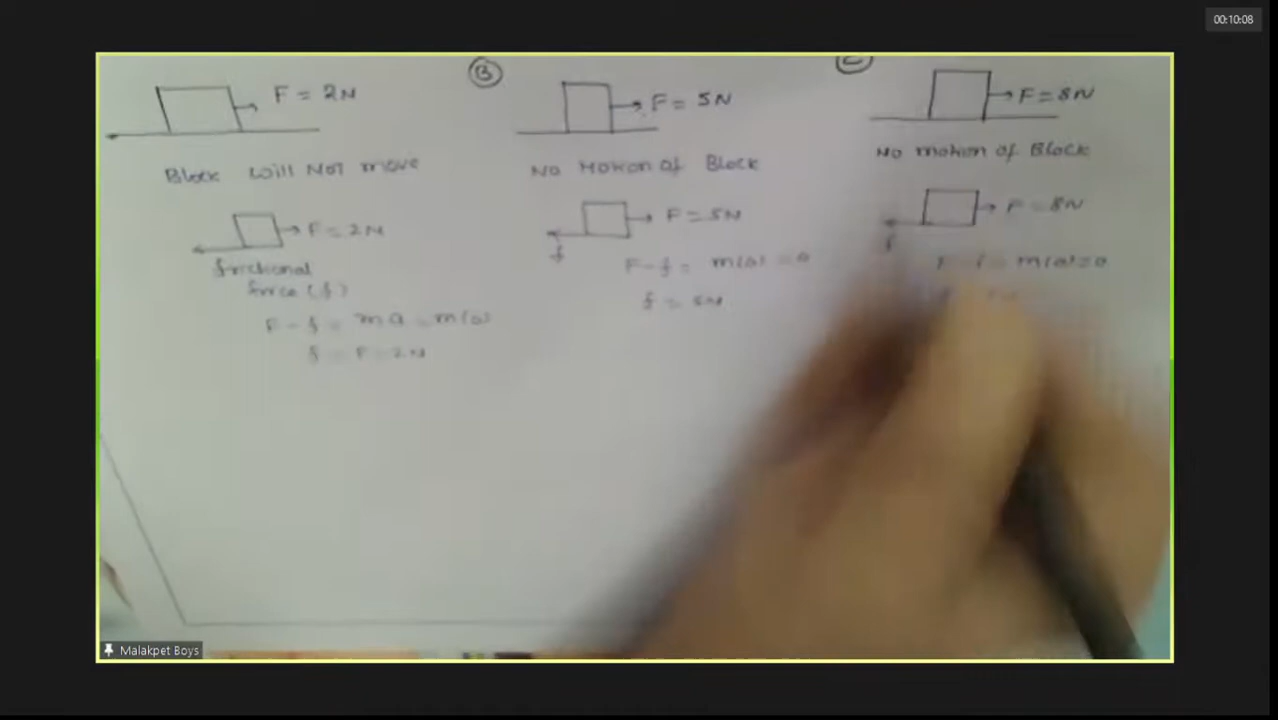 00:10:08
F = 2N
Block will Not move
F = 2N
frictional
force (f)
F - f = ma = m(o)
f = F = 2N
B
F = 5N
No Motion of Block
F = 5N
f
F - f = m(o) = 0
f = 5N
C
F = 8N
No motion of Block
F = 8N
f
F - f = m(o) = 0
Malakpet Boys